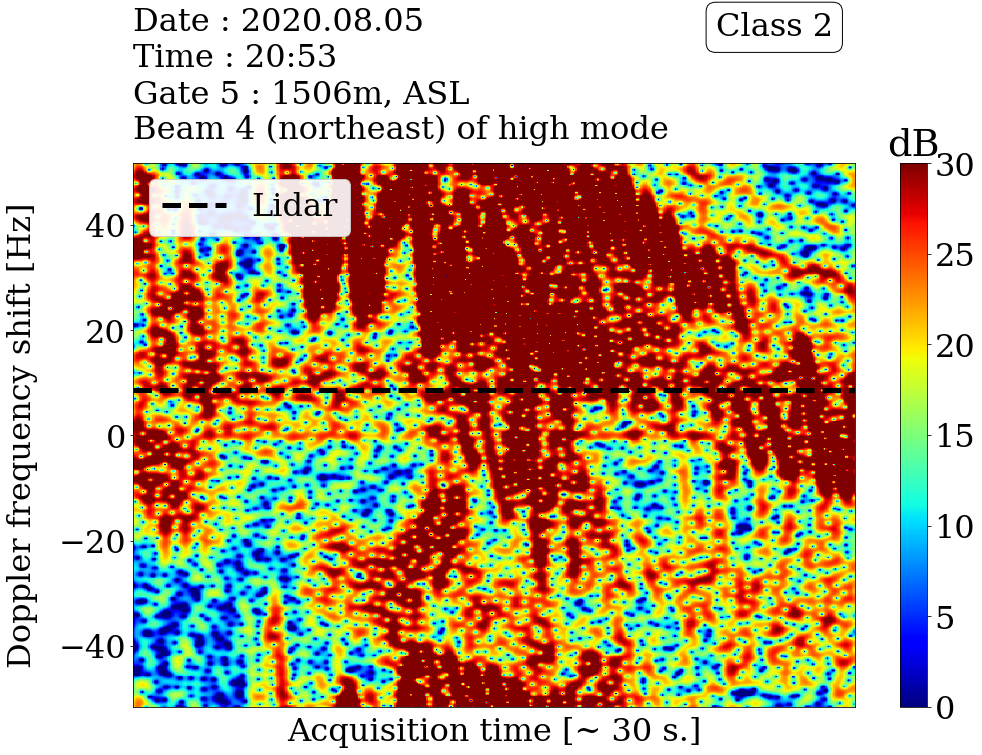 Date : 2020.08.05
Time : 20:53
Gate 5 : 1506m, ASL
Beam 4 (northeast) of high mode
Class 2
dB
Lidar
Doppler frequency shift [Hz]
40
20
0
−20
−40
30
25
20
15
10
5
0
Acquisition time [~ 30 s.]